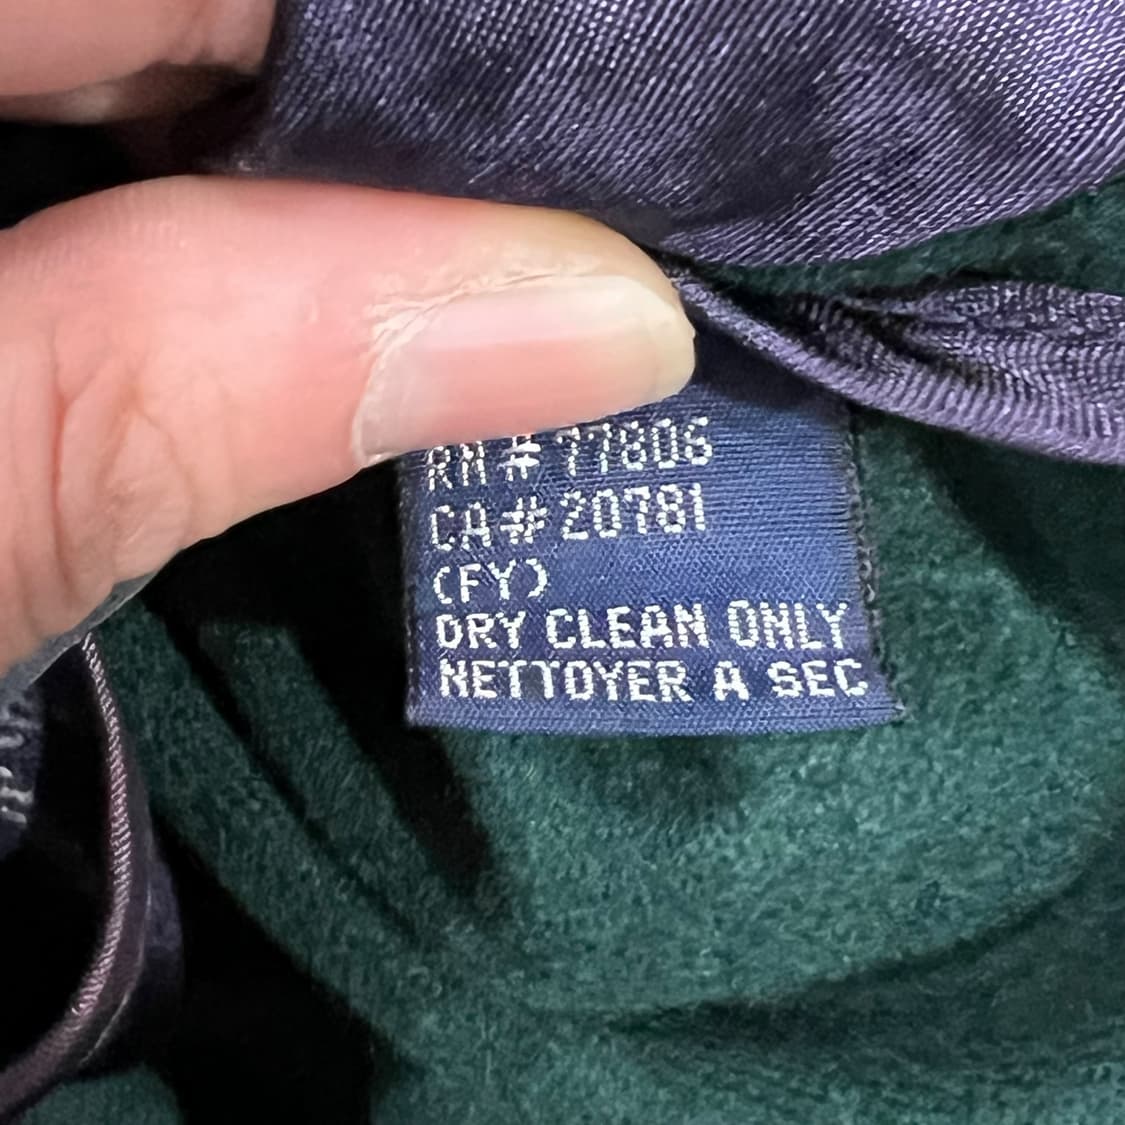 RN # 77806
CA# 20781
(FY)
DRY CLEAN ONLY
NETTOYER A SEC